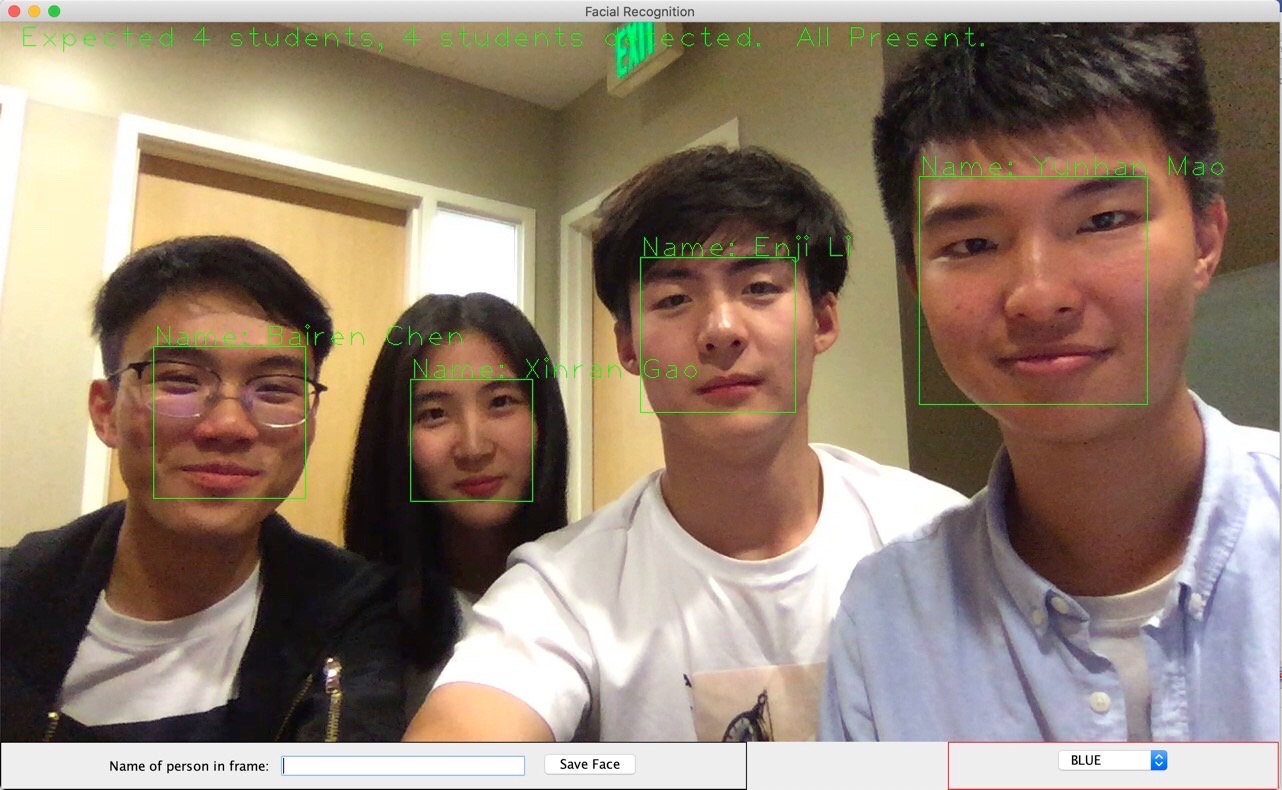 Facial Recognition
Expected 4 students, 4 students detected. All Present.
EXIT
Name: Yunhan Mao
Name: Enji Li
Name: Bairen Chen
Name: Xinran Gao
Name of person in frame:
Save Face
BLUE